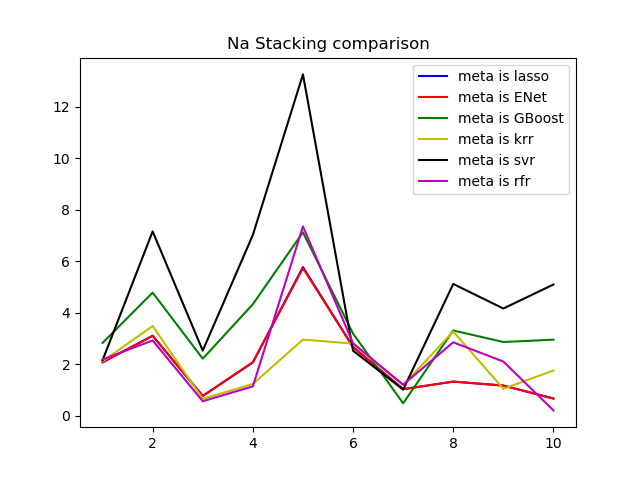 Na Stacking comparison
meta is lasso
meta is ENet
meta is GBoost
meta is krr
meta is svr
meta is rfr
12
10
8
6
4
2
0
2 4 6 8 10